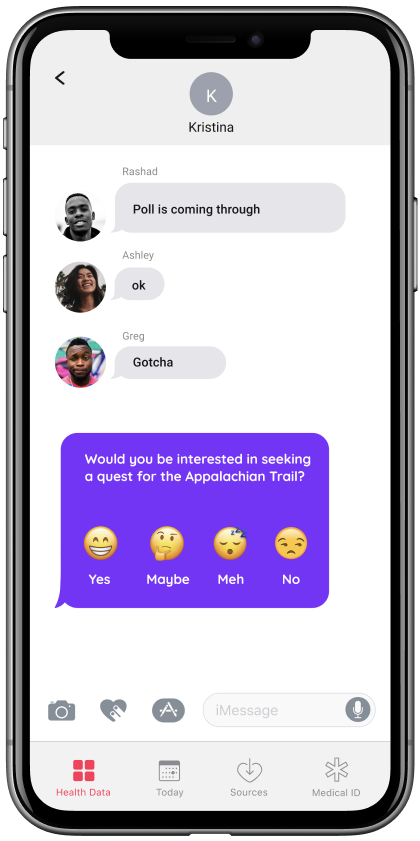 K
Kristina
Rashad
Poll is coming through
Ashley
ok
Greg
Gotcha
Would you be interested in seeking
a quest for the Appalachian Trail?
Yes Maybe Meh No
iMessage
Health Data Today Sources Medical ID